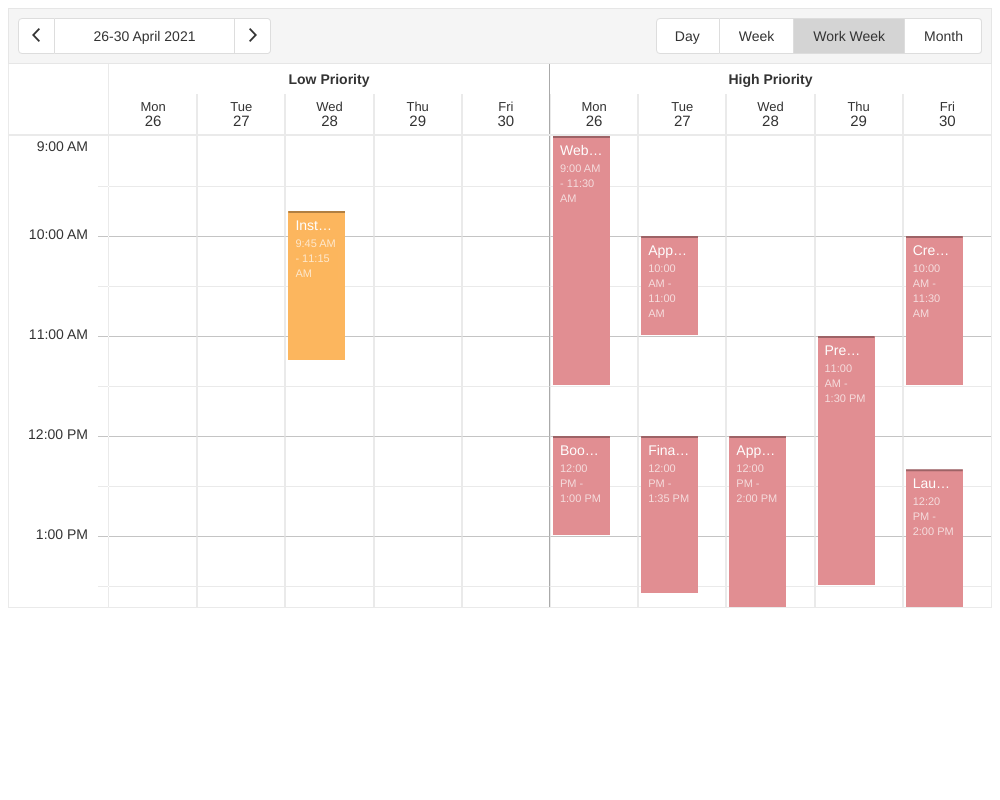 26-30 April 2021
Day
Week
Work Week
Month
Low Priority
High Priority
Mon
26
Tue
27
Wed
28
Thu
29
Fri
30
Mon
26
Tue
27
Wed
28
Thu
29
Fri
30
9:00 AM
10:00 AM
11:00 AM
12:00 PM
1:00 PM
Inst…
9:45 AM
- 11:15
AM
Web…
9:00 AM
- 11:30
AM
Boo…
12:00
PM -
1:00 PM
App…
10:00
AM -
11:00
AM
Fina…
12:00
PM -
1:35 PM
App…
12:00
PM -
2:00 PM
Pre…
11:00
AM -
1:30 PM
Cre…
10:00
AM -
11:30
AM
Lau…
12:20
PM -
2:00 PM